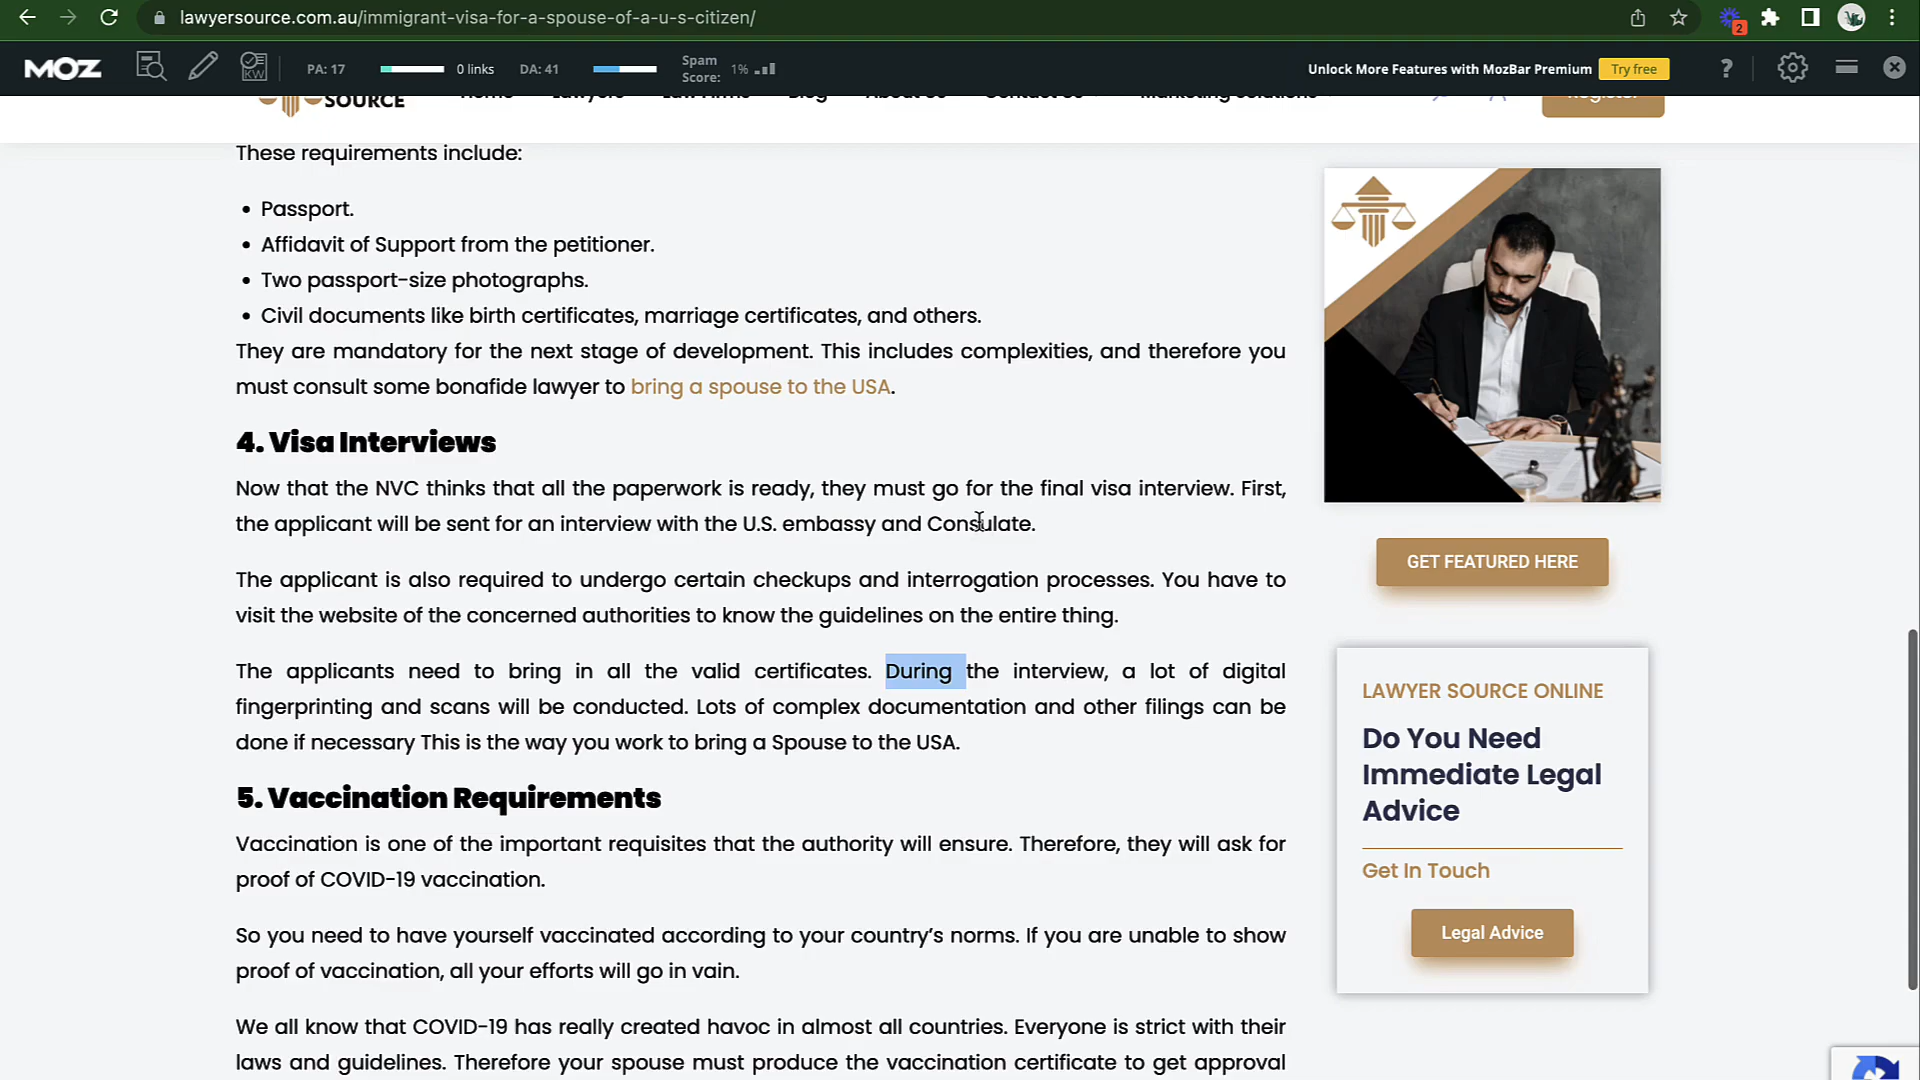 lawyersource.com.au/immigrant-visa-for-a-spouse-of-a-u-s-citizen/
2
MOZ
KW
PA: 17
0 links
DA: 41
Spam
Score:
1%
Unlock More Features with MozBar Premium
Try free
?
SOURCE
Home
Lawyers
Law Firms
Blog
About Us
Contact Us
Marketing Solutions
Register
These requirements include:
• Passport.
• Affidavit of Support from the petitioner.
• Two passport-size photographs.
• Civil documents like birth certificates, marriage certificates, and others.
They are mandatory for the next stage of development. This includes complexities, and therefore you
must consult some bonafide lawyer to bring a spouse to the USA.
4. Visa Interviews
Now that the NVC thinks that all the paperwork is ready, they must go for the final visa interview. First,
the applicant will be sent for an interview with the U.S. embassy and Consulate.
The applicant is also required to undergo certain checkups and interrogation processes. You have to
visit the website of the concerned authorities to know the guidelines on the entire thing.
The applicants need to bring in all the valid certificates. During the interview, a lot of digital
fingerprinting and scans will be conducted. Lots of complex documentation and other filings can be
done if necessary This is the way you work to bring a Spouse to the USA.
5. Vaccination Requirements
Vaccination is one of the important requisites that the authority will ensure. Therefore, they will ask for
proof of COVID-19 vaccination.
So you need to have yourself vaccinated according to your country’s norms. If you are unable to show
proof of vaccination, all your efforts will go in vain.
We all know that COVID-19 has really created havoc in almost all countries. Everyone is strict with their
laws and guidelines. Therefore your spouse must produce the vaccination certificate to get approval
GET FEATURED HERE
LAWYER SOURCE ONLINE
Do You Need
Immediate Legal
Advice
Get In Touch
Legal Advice